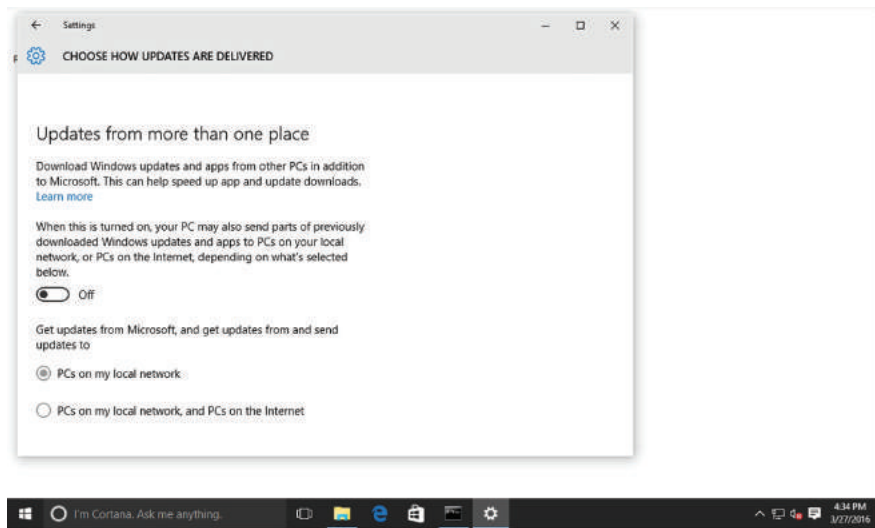 Settings
CHOOSE HOW UPDATES ARE DELIVERED
Updates from more than one place
Download Windows updates and apps from other PCs in addition
to Microsoft. This can help speed up app and update downloads.
Learn more
When this is turned on, your PC may also send parts of previously
downloaded Windows updates and apps to PCs on your local
network, or PCs on the Internet, depending on what's selected
below.
Off
Get updates from Microsoft, and get updates from and send
updates to
PCs on my local network
PCs on my local network, and PCs on the Internet
I'm Cortana. Ask me anything.
4:34 PM
3/27/2016